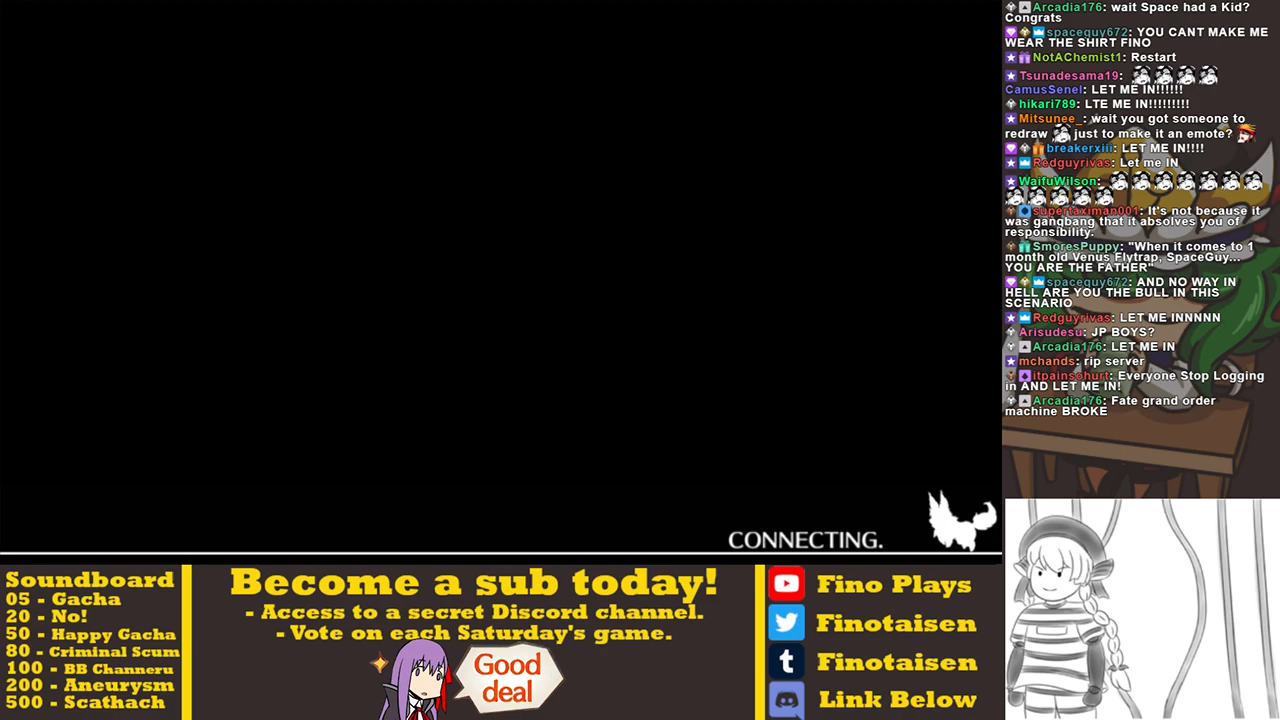 Arcadia176: wait Space had a Kid?
Congrats
spaceguy672: YOU CANT MAKE ME
WEAR THE SHIRT FINO
NotAChemist1: Restart
Tsunadesama19:
CamusSenel: LET ME IN!!!!!!
hikari789: LTE ME IN!!!!!!!!!
Mitsunee_: wait you got someone to
redraw just to make it an emote?
breakerxiii: LET ME IN!!!!
Redguyrivas: Let me IN
WaifuWilson:
supertaximan001: It's not because it
was gangbang that it absolves you of
responsibility.
SmoresPuppy: "When it comes to 1
month old Venus Flytrap, SpaceGuy...
YOU ARE THE FATHER"
spaceguy672: AND NO WAY IN
HELL ARE YOU THE BULL IN THIS
SCENARIO
Redguyrivas: LET ME INNNNN
Arisudesu: JP BOYS?
Arcadia176: LET ME IN
mchands: rip server
itpainsohurt: Everyone Stop Logging
in AND LET ME IN!
Arcadia176: Fate grand order
machine BROKE
CONNECTING.
Soundboard
05 - Gacha
20 - No!
50 - Happy Gacha
80 - Criminal Scum
100 - BB Channeru
200 - Aneurysm
500 - Scathach
Become a sub today!
- Access to a secret Discord channel.
- Vote on each Saturday's game.
Good
deal
Fino Plays
Finotaisen
t Finotaisen
Link Below